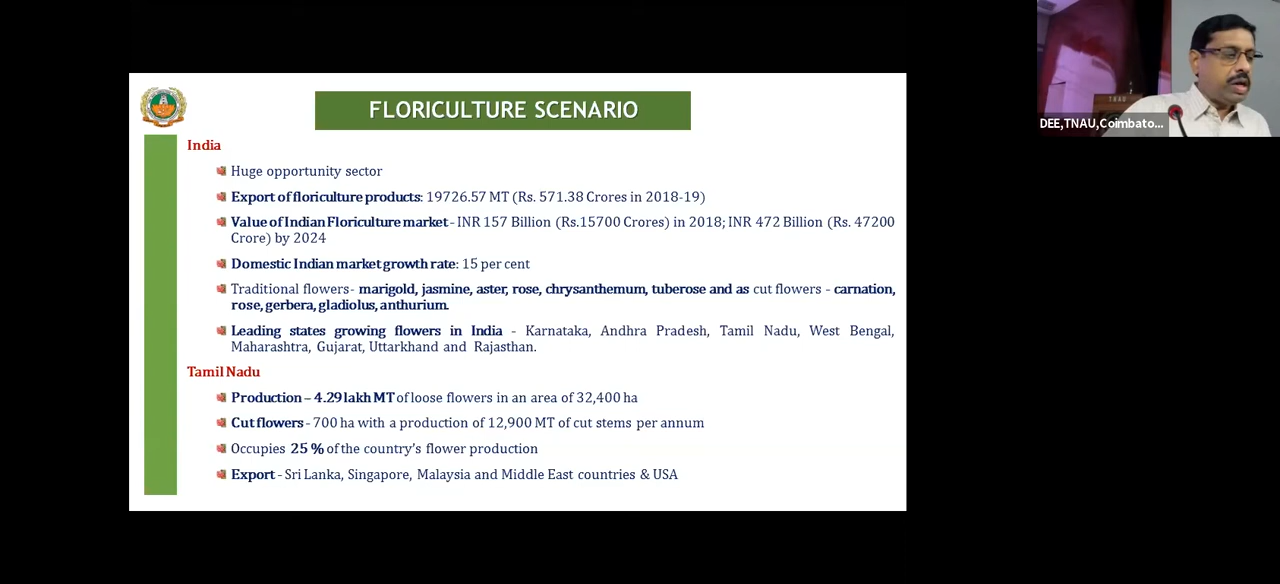 FLORICULTURE SCENARIO
India
Huge opportunity sector
Export of floriculture products: 19726.57 MT (Rs. 571.38 Crores in 2018-19)
Value of Indian Floriculture market - INR 157 Billion (Rs.15700 Crores) in 2018; INR 472 Billion (Rs. 47200
Crore) by 2024
Domestic Indian market growth rate: 15 per cent
Traditional flowers- marigold, jasmine, aster, rose, chrysanthemum, tuberose and as cut flowers - carnation,
rose, gerbera, gladiolus, anthurium.
Leading states growing flowers in India - Karnataka, Andhra Pradesh, Tamil Nadu, West Bengal,
Maharashtra, Gujarat, Uttarkhand and Rajasthan.
Tamil Nadu
Production – 4.29 lakh MT of loose flowers in an area of 32,400 ha
Cut flowers - 700 ha with a production of 12,900 MT of cut stems per annum
Occupies 25 % of the country's flower production
Export - Sri Lanka, Singapore, Malaysia and Middle East countries & USA
TNAU
DEE,TNAU,Coimbato...